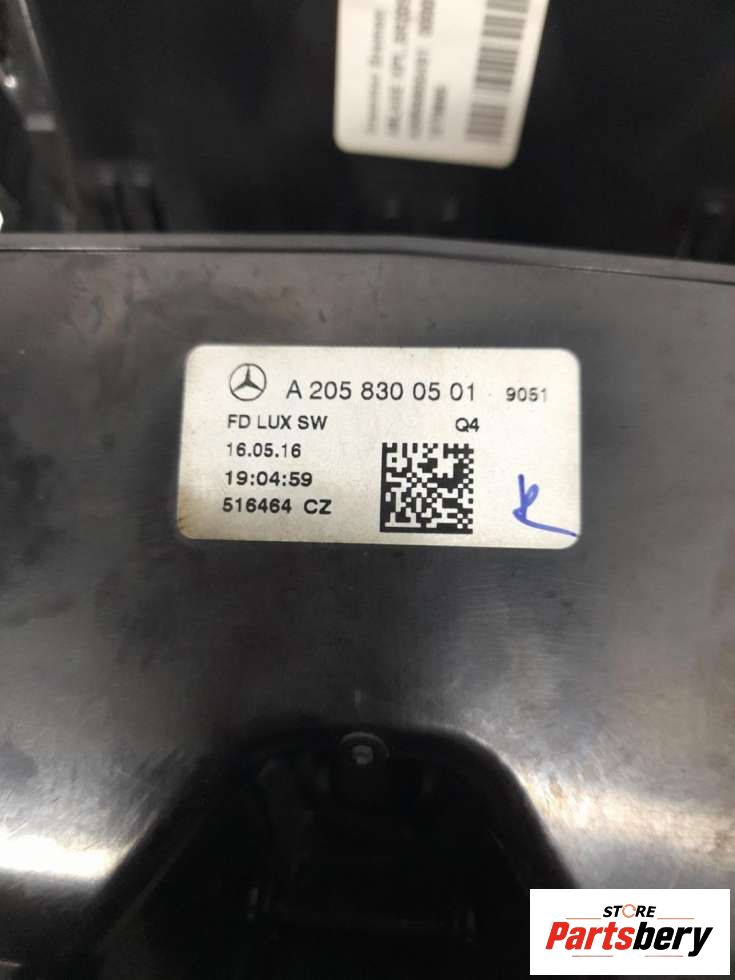 A 205 830 05 01 9051
FD LUX SW Q4
16.05.16
19:04:59
516464 CZ
STORE
Partsbery